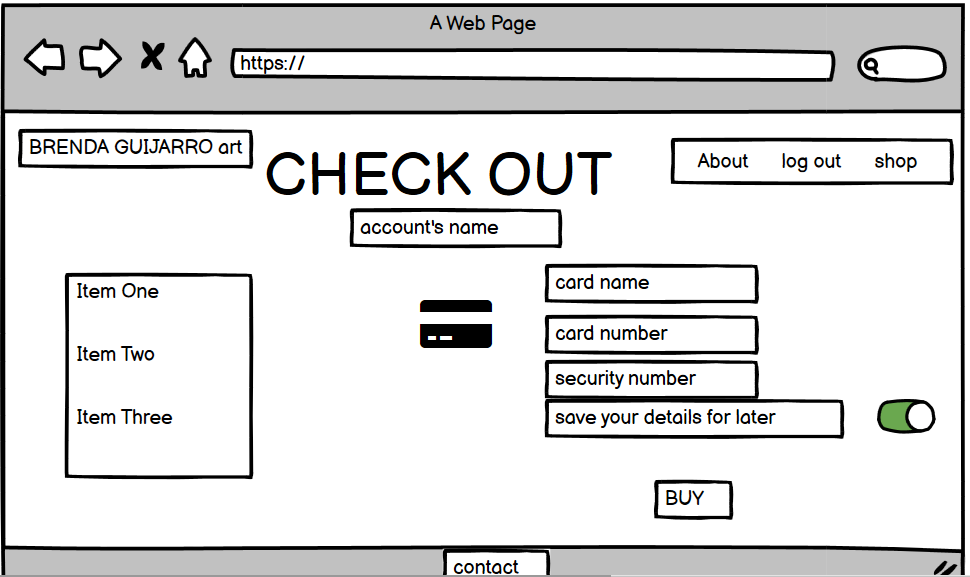 A Web Page
https://
BRENDA GUIJARRO art
CHECK OUT
About log out shop
account's name
Item One
Item Two
Item Three
card name
card number
security number
save your details for later
BUY
contact